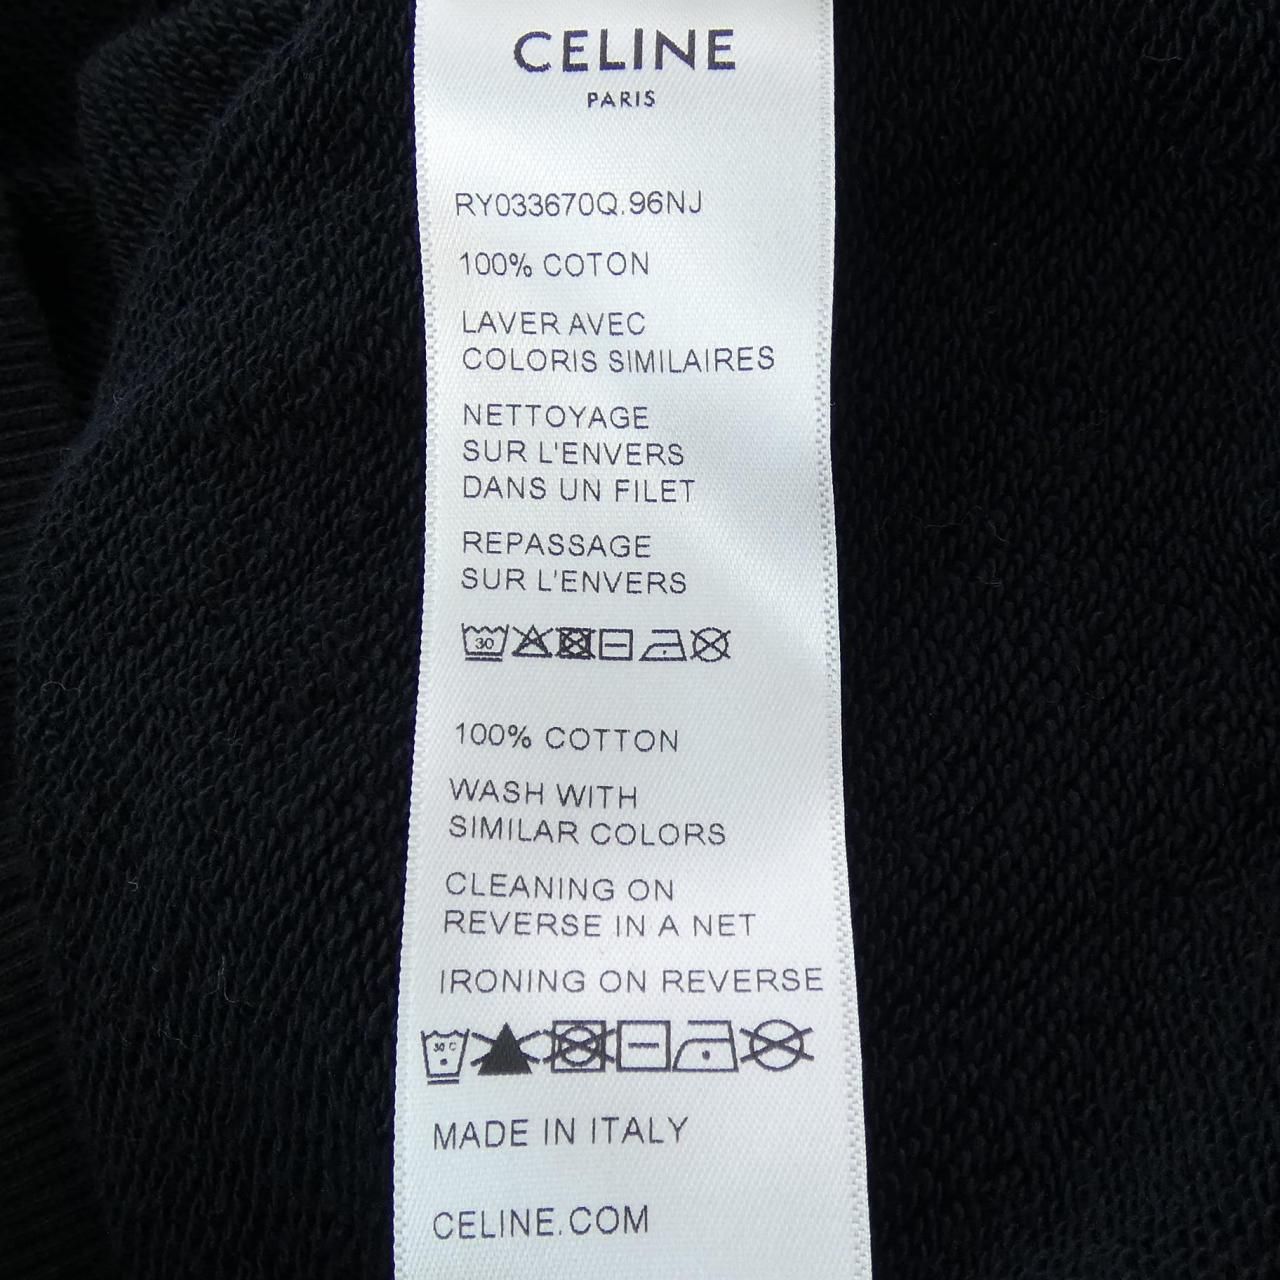 CELINE
PARIS
RY033670Q.96NJ
100% COTON
LAVER AVEC
COLORIS SIMILAIRES
NETTOYAGE
SUR L'ENVERS
DANS UN FILET
REPASSAGE
SUR L'ENVERS
30
100% COTTON
WASH WITH
SIMILAR COLORS
CLEANING ON
REVERSE IN A NET
IRONING ON REVERSE
30 C
MADE IN ITALY
CELINE.COM